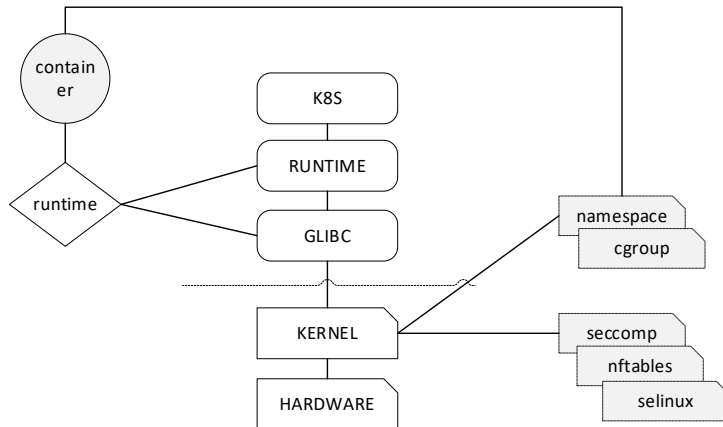 contain
er
K8S
RUNTIME
runtime
GLIBC
namespace
cgroup
KERNEL
seccomp
nftables
selinux
HARDWARE